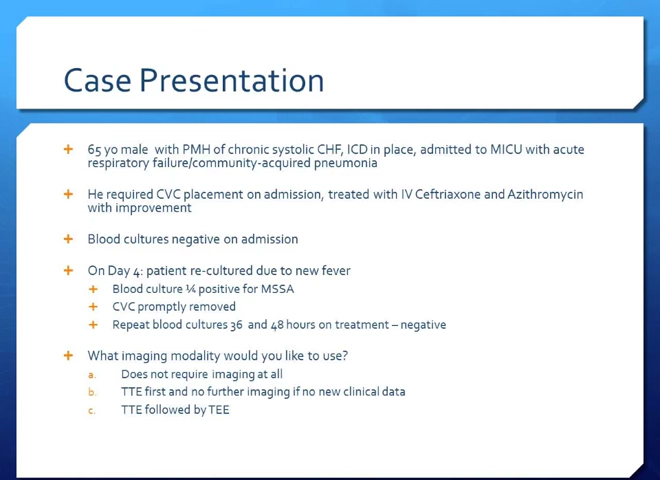 Case Presentation
+ 65 yo male with PMH of chronic systolic CHF, ICD in place, admitted to MICU with acute
respiratory failure/community-acquired pneumonia
+ He required CVC placement on admission, treated with IV Ceftriaxone and Azithromycin
with improvement
+ Blood cultures negative on admission
+ On Day 4: patient re-cultured due to new fever
+ Blood culture ¼ positive for MSSA
+ CVC promptly removed
+ Repeat blood cultures 36 and 48 hours on treatment – negative
+ What imaging modality would you like to use?
a. Does not require imaging at all
b. TTE first and no further imaging if no new clinical data
c. TTE followed by TEE